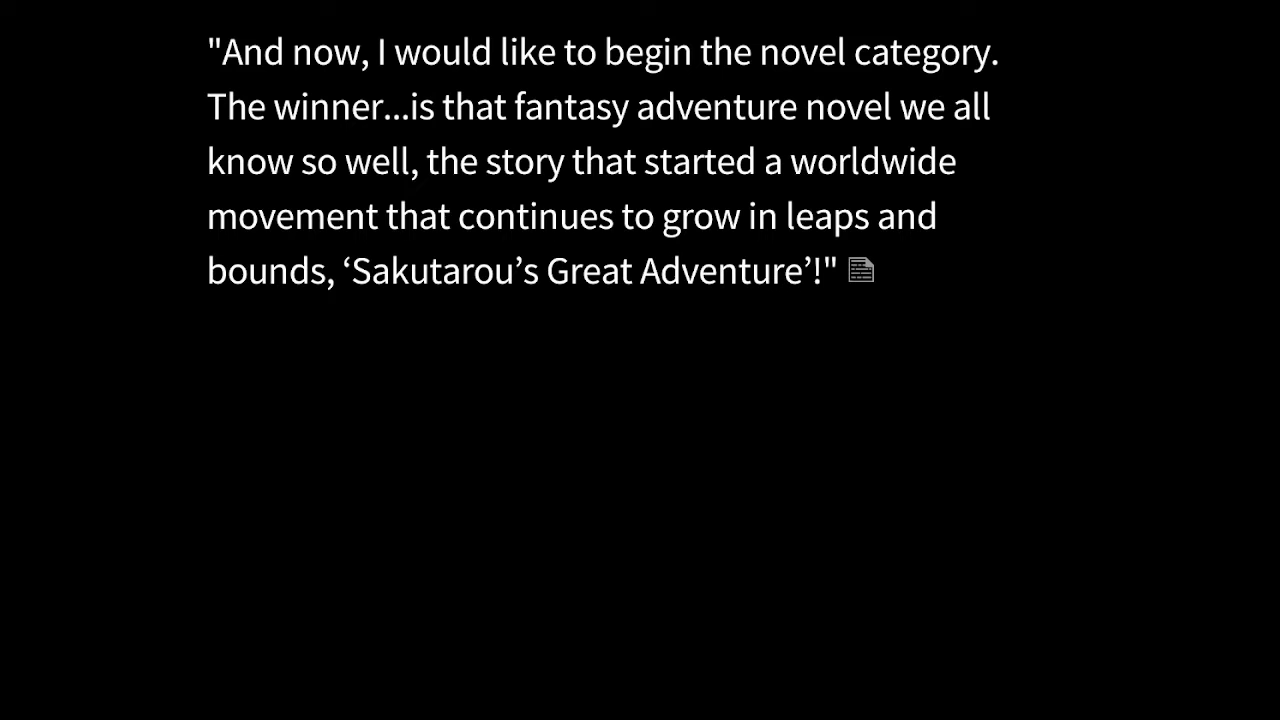 "And now, I would like to begin the novel category.
The winner...is that fantasy adventure novel we all
know so well, the story that started a worldwide
movement that continues to grow in leaps and
bounds, ‘Sakutarou’s Great Adventure’!"